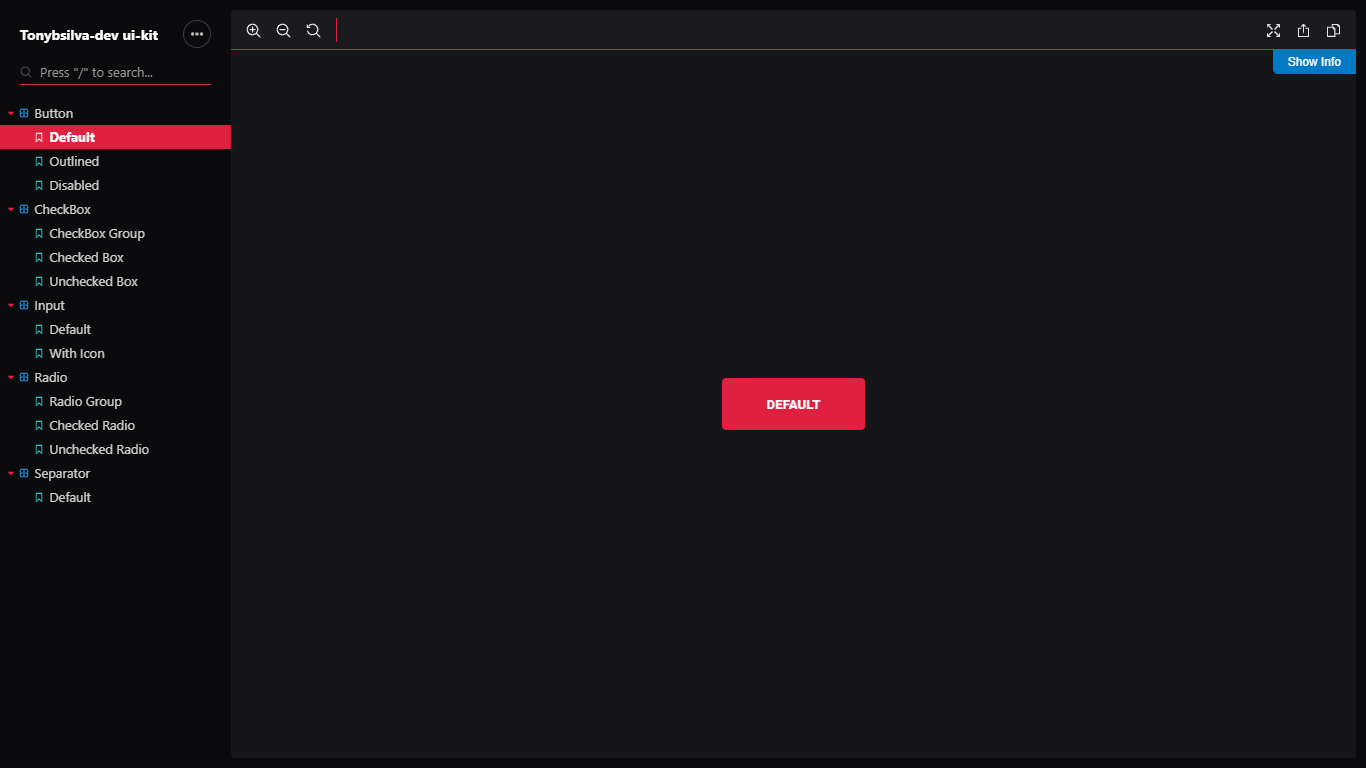 Tonybsilva-dev ui-kit
Press "/" to search...
Button
Default
Outlined
Disabled
CheckBox
CheckBox Group
Checked Box
Unchecked Box
Input
Default
With Icon
Radio
Radio Group
Checked Radio
Unchecked Radio
Separator
Default
Show Info
DEFAULT